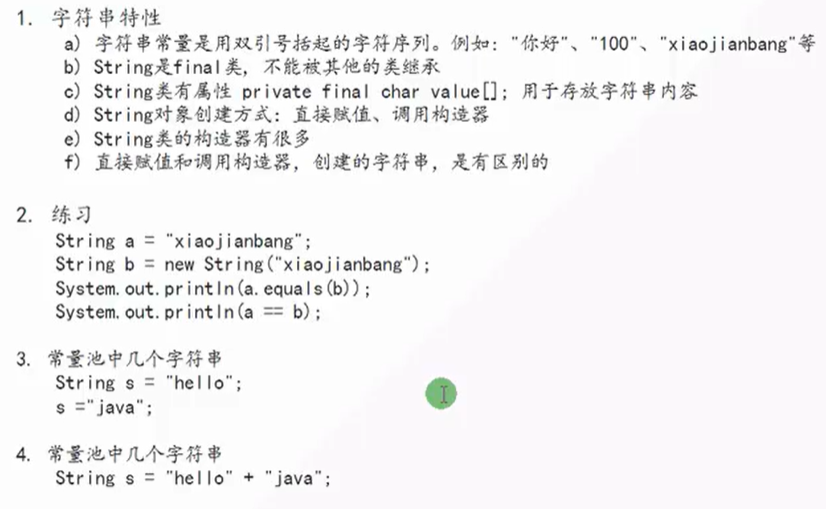 1. 字符串特性
a) 字符串常量是用双引号括起的字符序列。例如："你好"、"100"、"xiaojianbang"等
b) String是final类，不能被其他的类继承
c) String类有属性 private final char value[]; 用于存放字符串内容
d) String对象创建方式：直接赋值、调用构造器
e) String类的构造器有很多
f) 直接赋值和调用构造器，创建的字符串，是有区别的
2. 练习
String a = "xiaojianbang";
String b = new String("xiaojianbang");
System.out.println(a.equals(b));
System.out.println(a == b);
3. 常量池中几个字符串
String s = "hello";
s ="java";
4. 常量池中几个字符串
String s = "hello" + "java";